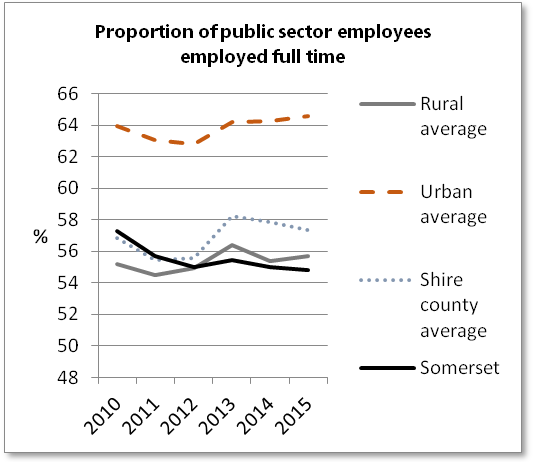 Proportion of public sector employees
employed full time
66
64
62
60
58
56
54
52
50
48
%
2010
2011
2012
2013
2014
2015
Rural
average
Urban
average
Shire
county
average
Somerset